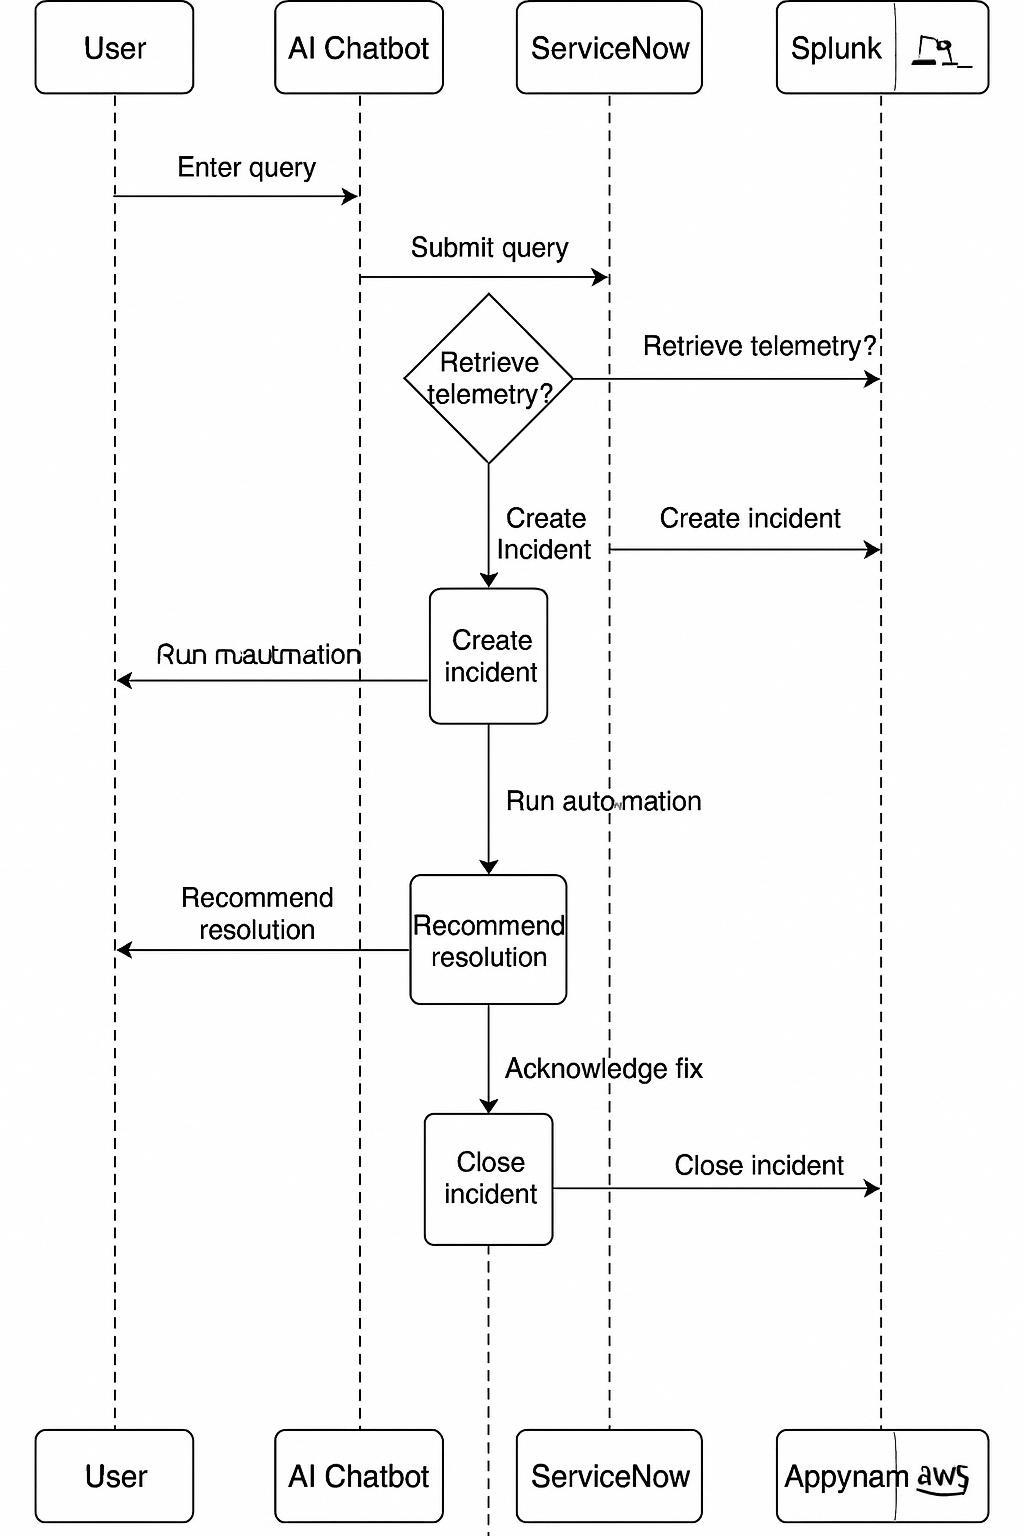 User
AI Chatbot
ServiceNow
Splunk
Enter query
Submit query
Retrieve telemetry?
Retrieve
telemetry?
Create
Incident
Create incident
Create
incident
Run mautmation
Run automation
Recommend
resolution
Recommend
resolution
Acknowledge fix
Close
incident
Close incident
User
AI Chatbot
ServiceNow
Appynam aws